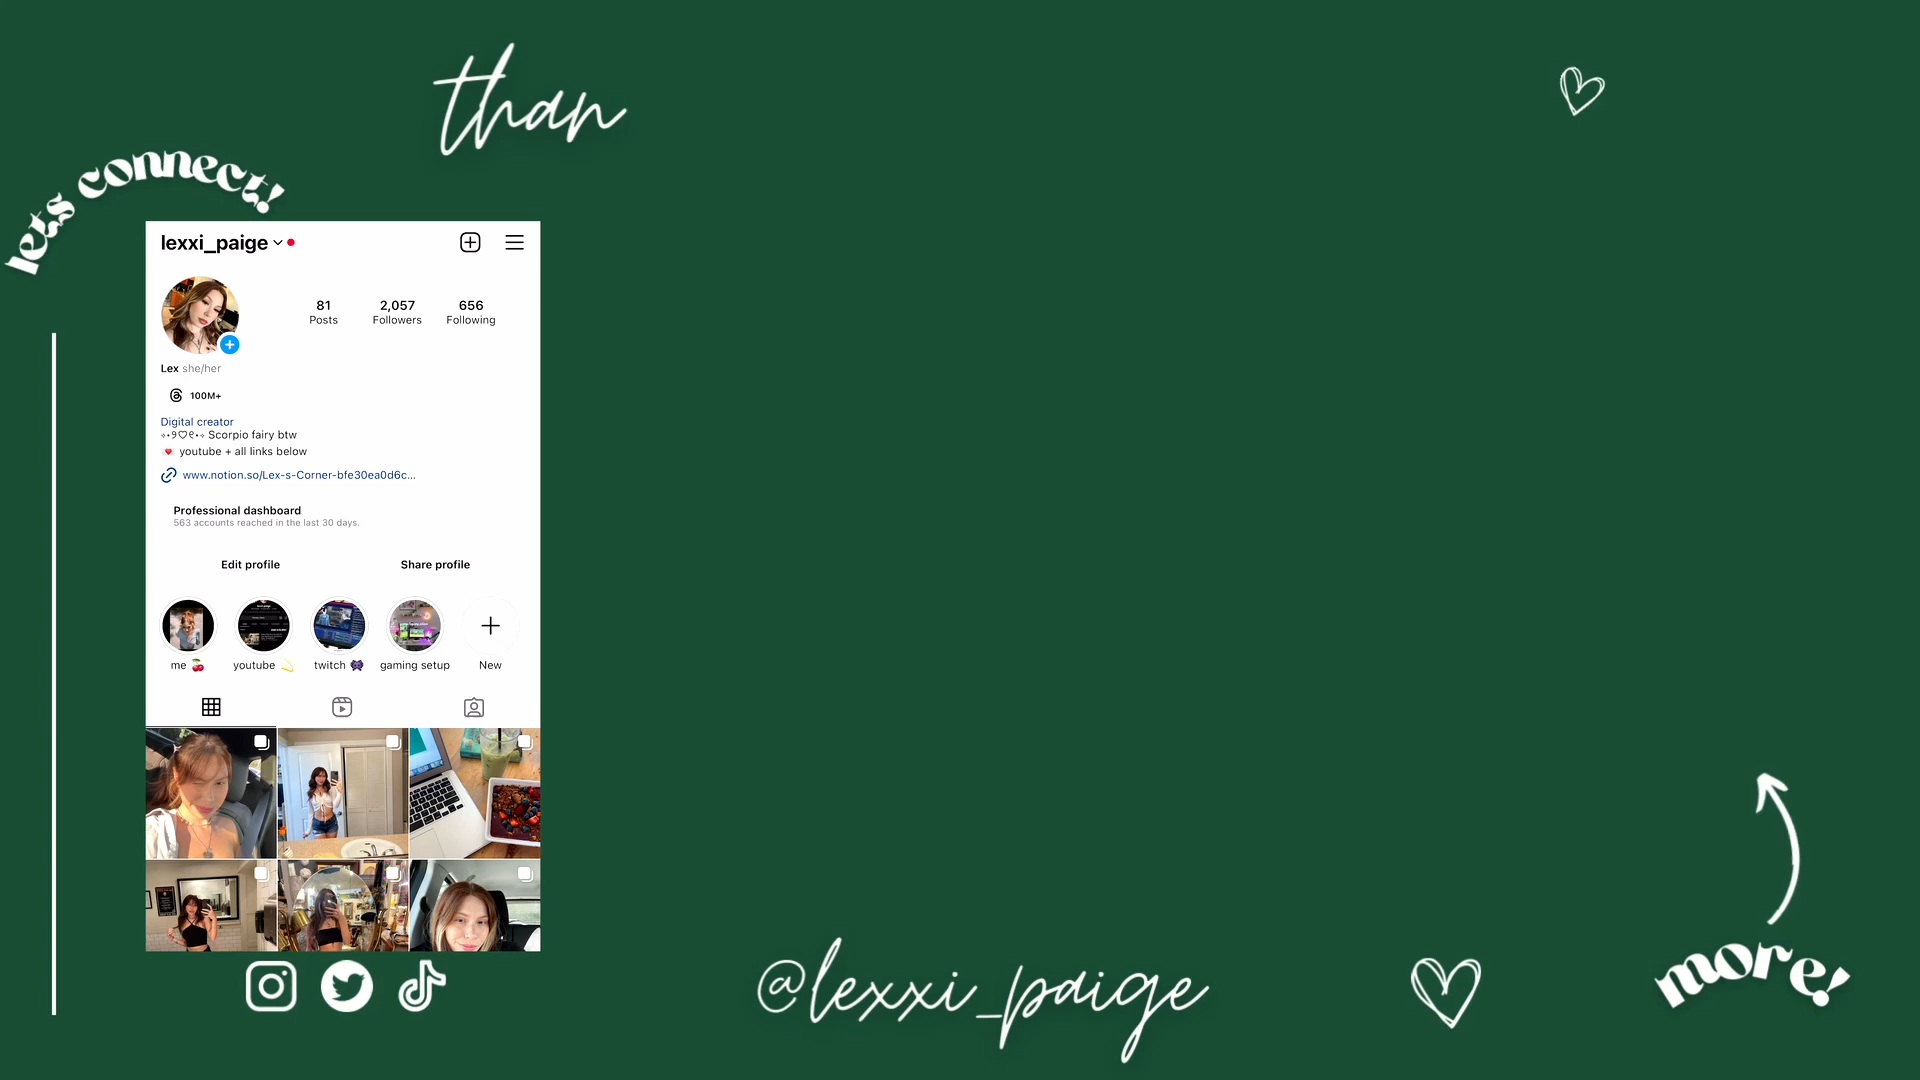 than
lets connect!
lexxi_paige
81
Posts
2,057
Followers
656
Following
Lex she/her
100M+
Digital creator
⟡•୨♡୧•⟡ Scorpio fairy btw
💌 youtube + all links below
www.notion.so/Lex-s-Corner-bfe30ea0d6c...
Professional dashboard
563 accounts reached in the last 30 days.
Edit profile
Share profile
me 🍒
youtube 💫
twitch
gaming setup
New
@lexxi_paige
more!